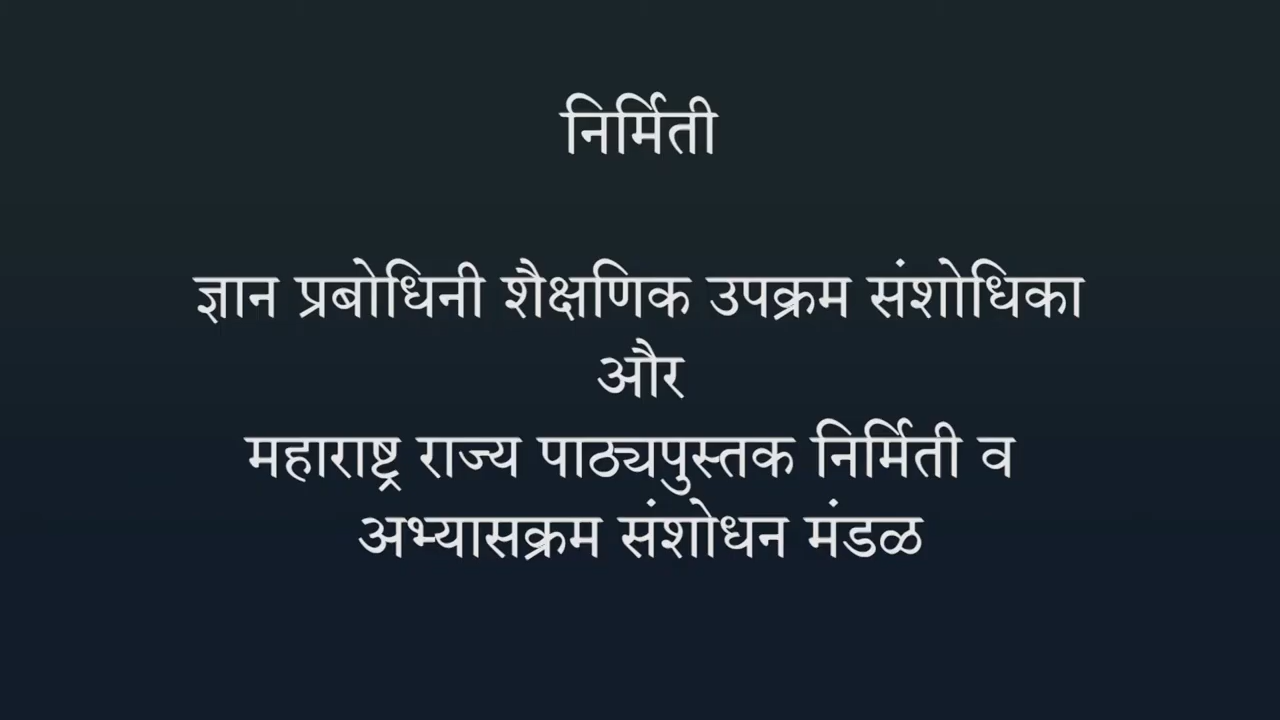 निर्मिती
ज्ञान प्रबोधिनी शैक्षणिक उपक्रम संशोधिका
और
महाराष्ट्र राज्य पाठ्यपुस्तक निर्मिती व
अभ्यासक्रम संशोधन मंडळ